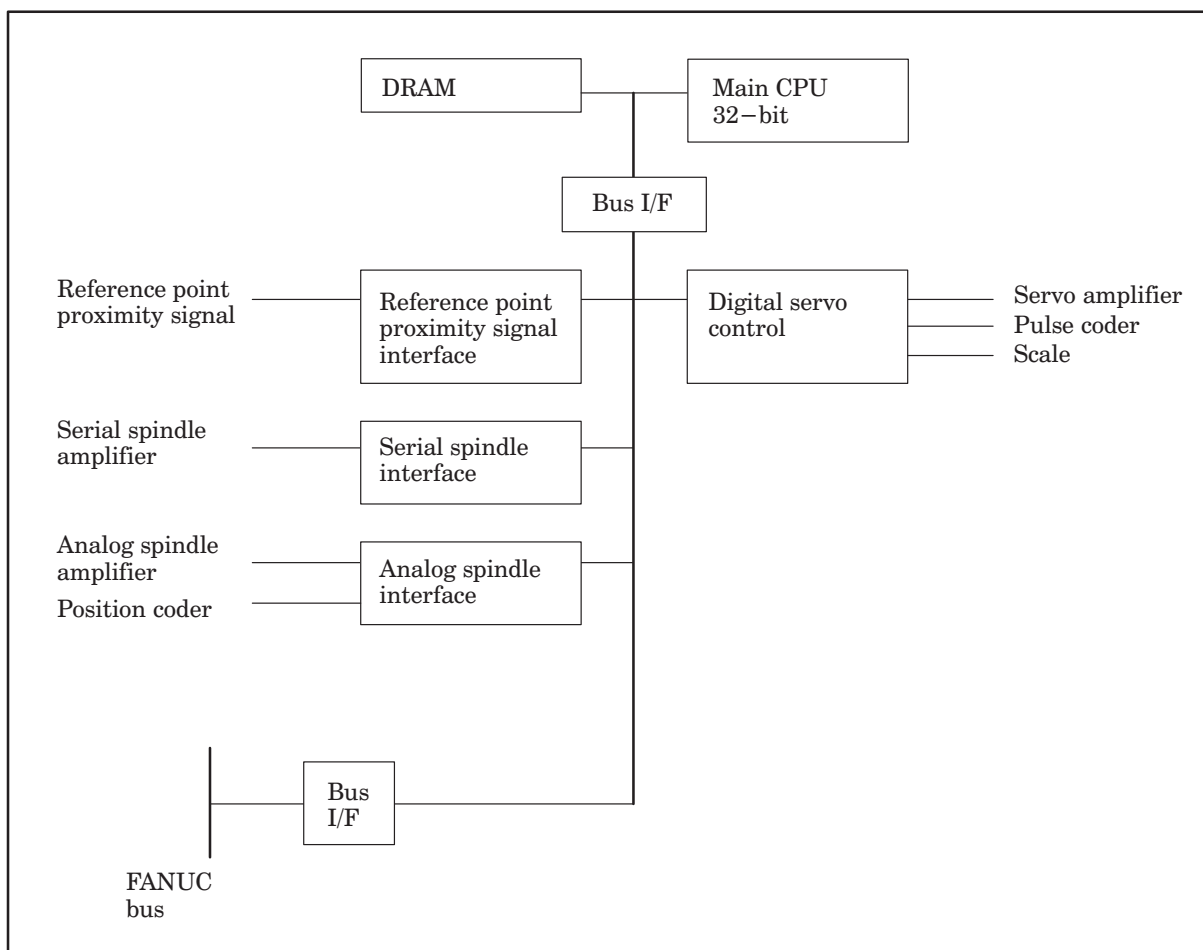 DRAM
Main CPU
32−bit
Bus I/F
Reference point
proximity signal
Reference point
proximity signal
interface
Digital servo
control
Servo amplifier
Pulse coder
Scale
Serial spindle
amplifier
Serial spindle
interface
Analog spindle
amplifier
Position coder
Analog spindle
interface
Bus
I/F
FANUC
bus